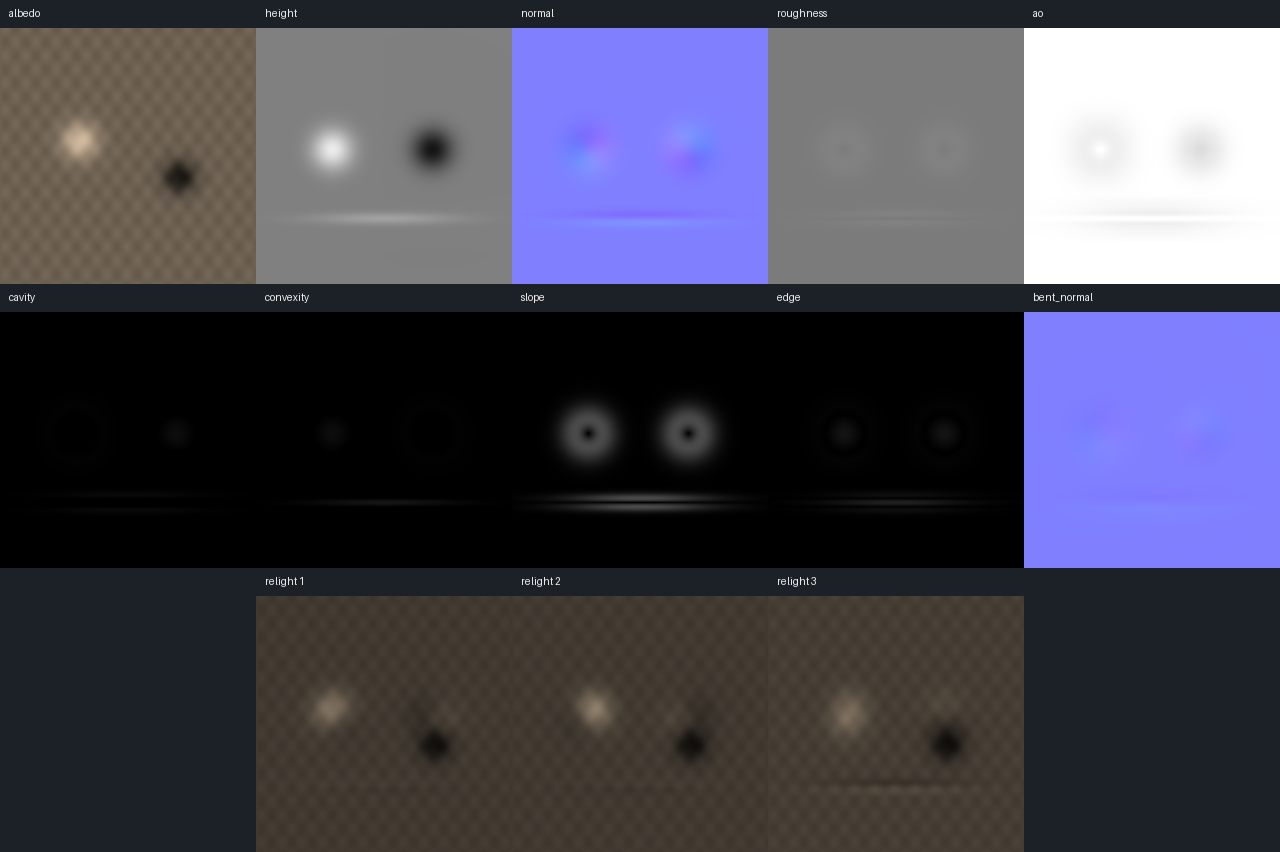 albedo
height
normal
roughness
ao
cavity
convexity
slope
edge
bent_normal
relight 1
relight 2
relight 3